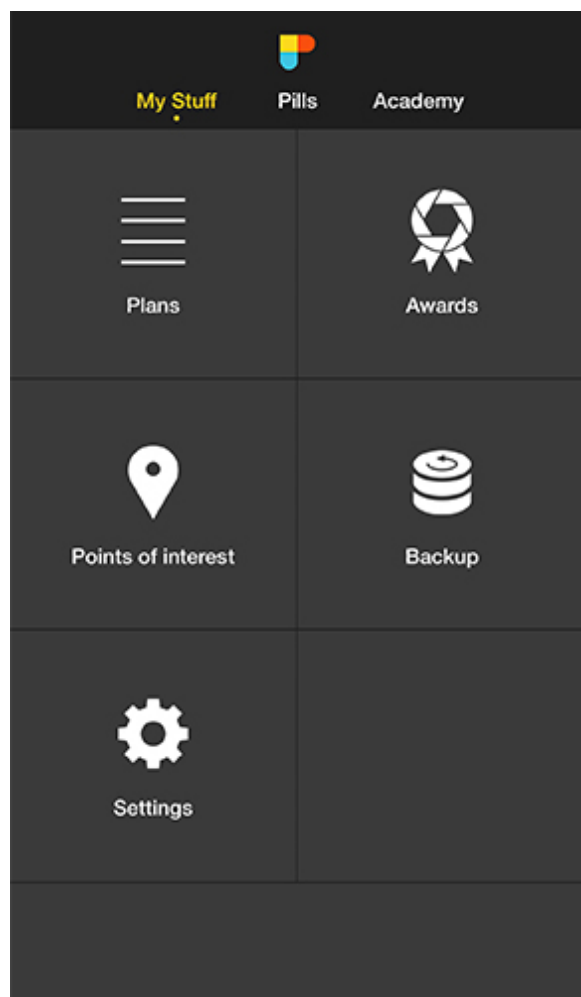 My Stuff Pills Academy
Plans Awards
Points of interest Backup
Settings